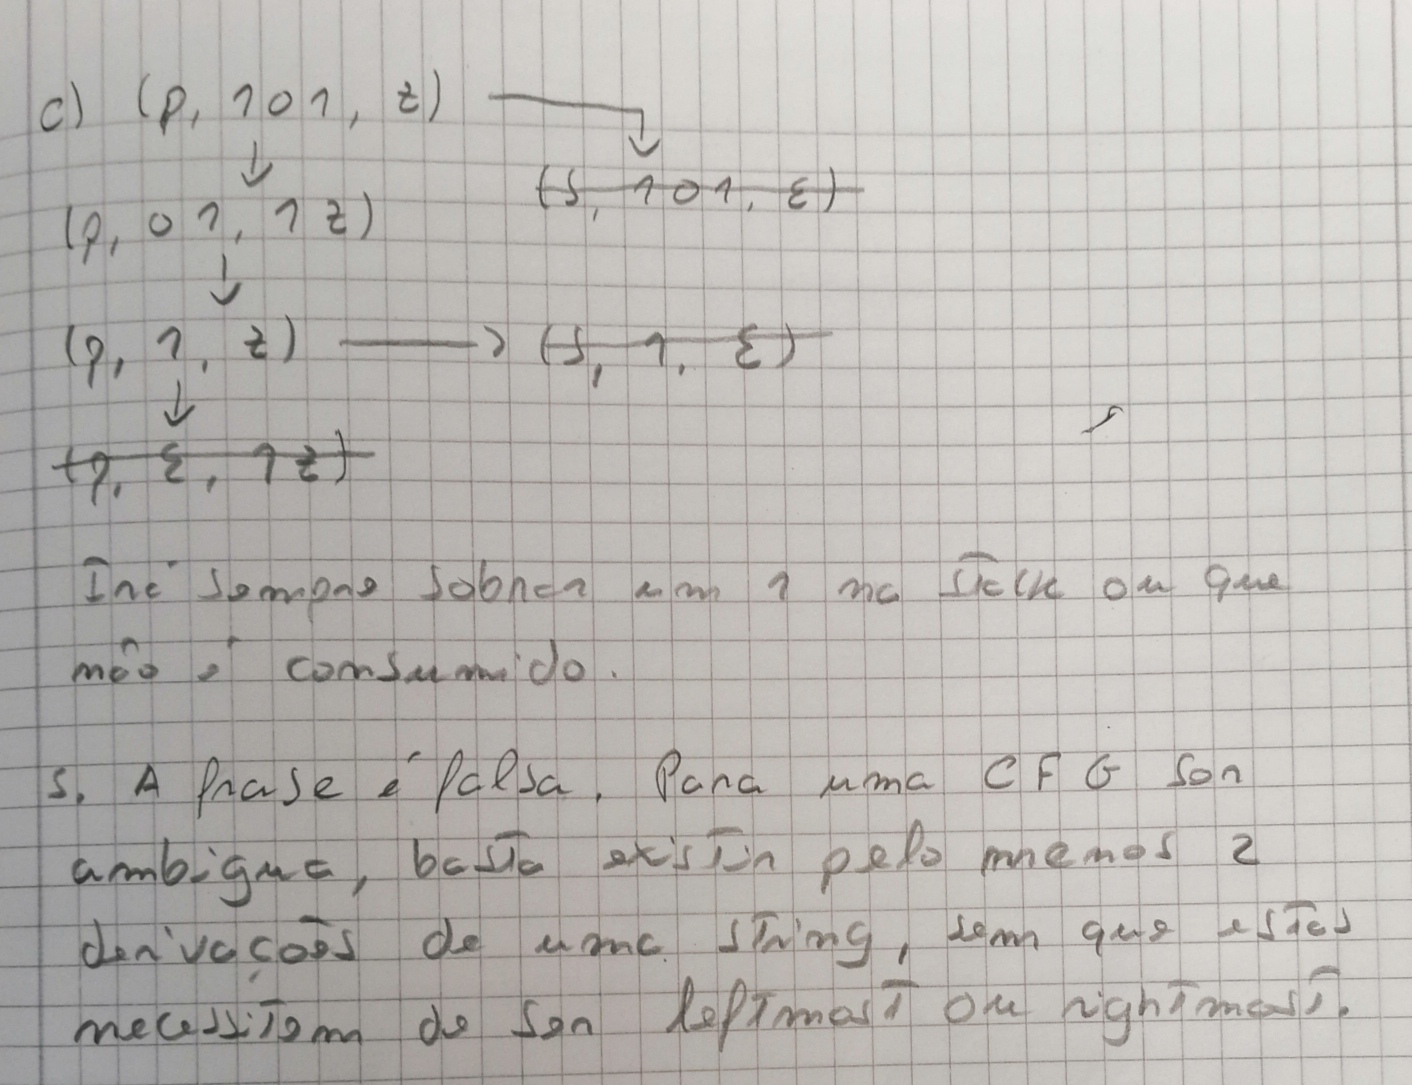 c) (p, 101, z)
(s, 101, ε)
(p, 01, 1z)
(p, 1, z) → (s, 1, ε)
(p, ε, 1z)
Irá sempre sobrar um 1 na stack ou que
não é consumido.
5. A frase é falsa. Para uma CFG ser
ambigua, basta existir pelo mnenos 2
derivações de uma string, sem que estas
necessitem de ser leftmost ou rightmost.